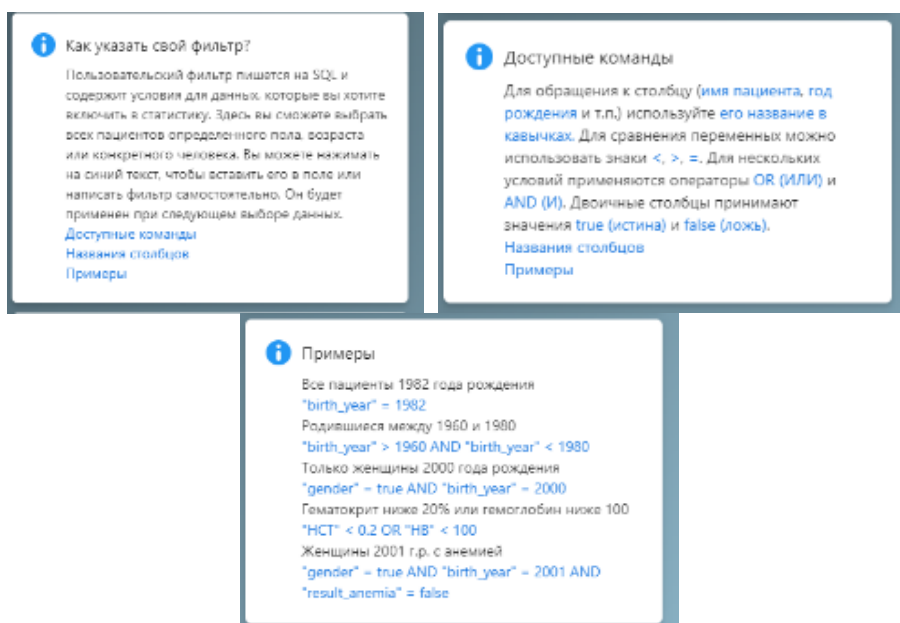 Как указать свой фильтр?
Пользовательский фильтр пишется на SQL и
содержит условия для данных, которые вы хотите
включить в статистику. Здесь вы сможете выбрать
всех пациентов определенного пола, возраста
или конкретного человека. Вы можете нажимать
на синий текст, чтобы вставить его в поле или
написать фильтр самостоятельно. Он будет
применен при следующем выборе данных.
Доступные команды
Названия столбцов
Примеры
Доступные команды
Для обращения к столбцу (имя пациента, год
рождения и т.п.) используйте его название в
кавычках. Для сравнения переменных можно
использовать знаки <, >, =. Для нескольких
условий применяются операторы OR (ИЛИ) и
AND (И). Двоичные столбцы принимают
значения true (истина) и false (ложь).
Названия столбцов
Примеры
Примеры
Все пациенты 1982 года рождения
"birth_year" = 1982
Родившиеся между 1960 и 1980
"birth_year" > 1960 AND "birth_year" < 1980
Только женщины 2000 года рождения
"gender" = true AND "birth_year" = 2000
Гематокрит ниже 20% или гемоглобин ниже 100
"HCT" < 0.2 OR "HB" < 100
Женщины 2001 г.р. с анемией
"gender" = true AND "birth_year" = 2001 AND
"result_anemia" = false